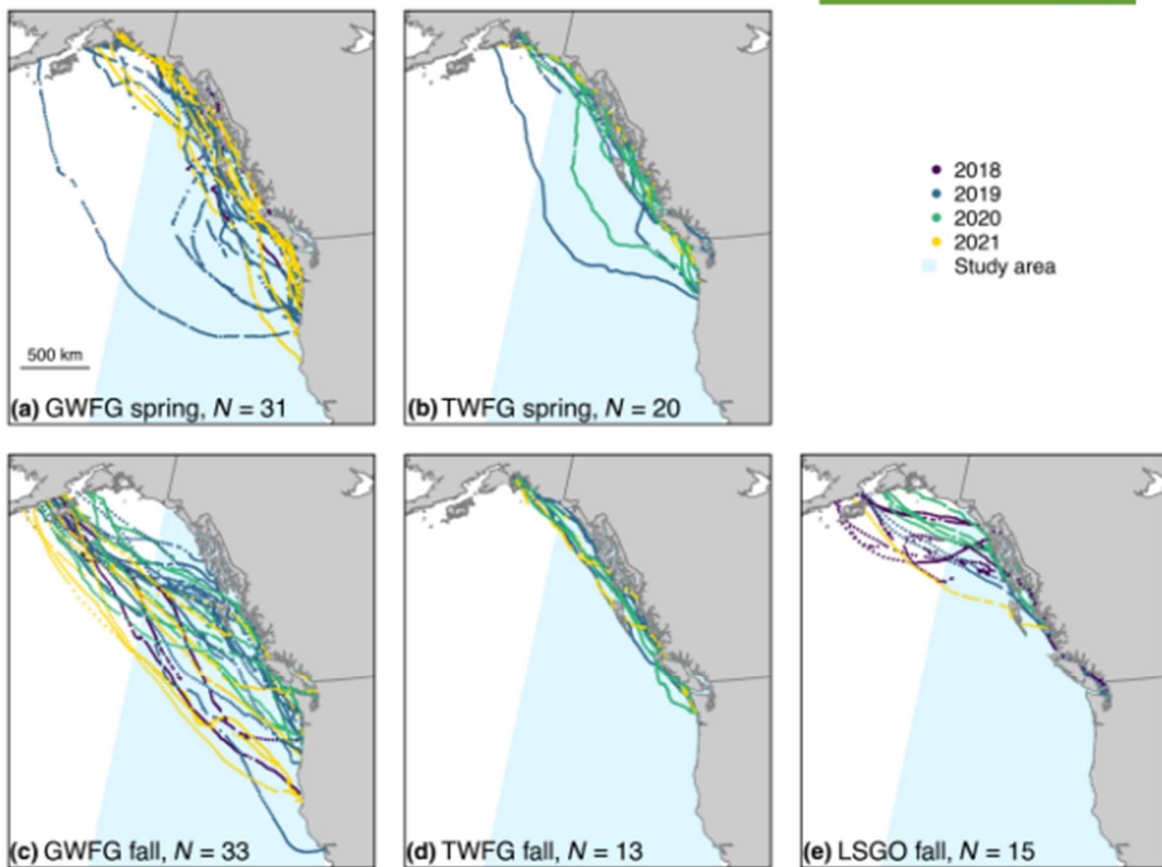 2018
2019
2020
2021
Study area
500 km
(a) GWFG spring, N = 31
(b) TWFG spring, N = 20
(c) GWFG fall, N = 33
(d) TWFG fall, N = 13
(e) LSGO fall, N = 15